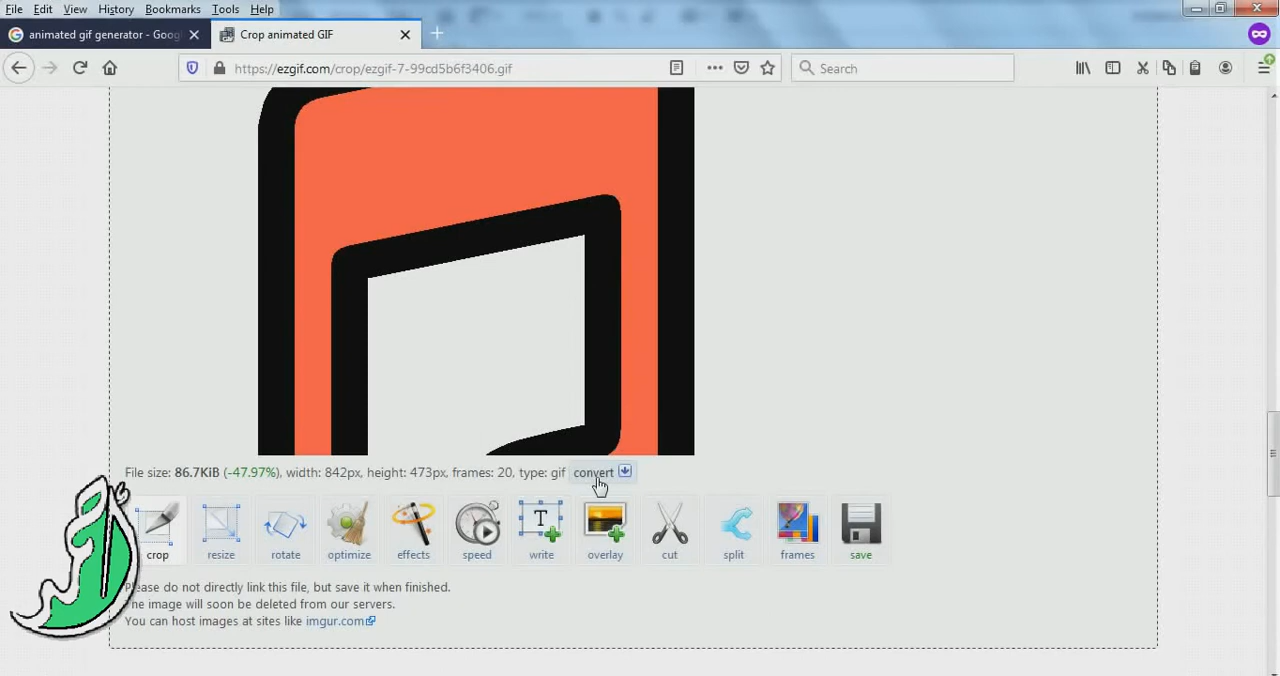 File Edit View History Bookmarks Tools Help
animated gif generator - Goog
Crop animated GIF
https://ezgif.com/crop/ezgif-7-99cd5b6f3406.gif
Search
File size: 86.7KiB (-47.97%), width: 842px, height: 473px, frames: 20, type: gif convert
T
crop resize rotate optimize effects speed write overlay cut split frames save
Please do not directly link this file, but save it when finished.
The image will soon be deleted from our servers.
You can host images at sites like imgur.com